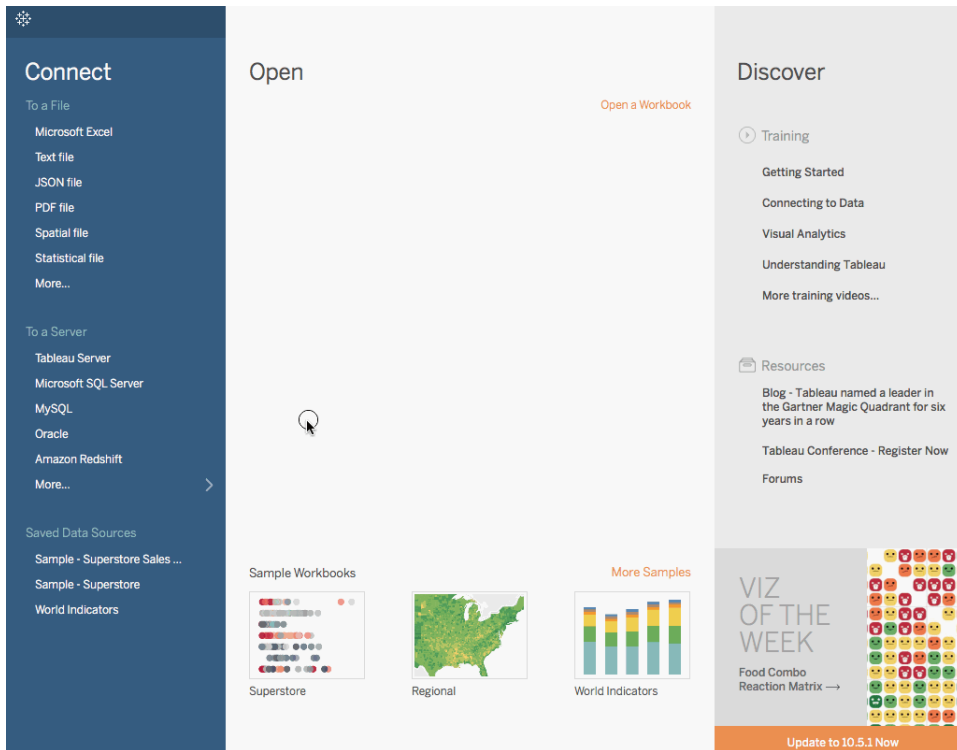 Connect
To a File
Microsoft Excel
Text file
JSON file
PDF file
Spatial file
Statistical file
More...
To a Server
Tableau Server
Microsoft SQL Server
MySQL
Oracle
Amazon Redshift
More...
Saved Data Sources
Sample - Superstore Sales ...
Sample - Superstore
World Indicators
Open
Open a Workbook
Sample Workbooks
More Samples
Superstore
Regional
World Indicators
Discover
Training
Getting Started
Connecting to Data
Visual Analytics
Understanding Tableau
More training videos...
Resources
Blog - Tableau named a leader in
the Gartner Magic Quadrant for six
years in a row
Tableau Conference - Register Now
Forums
VIZ
OF THE
WEEK
Food Combo
Reaction Matrix →
Update to 10.5.1 Now